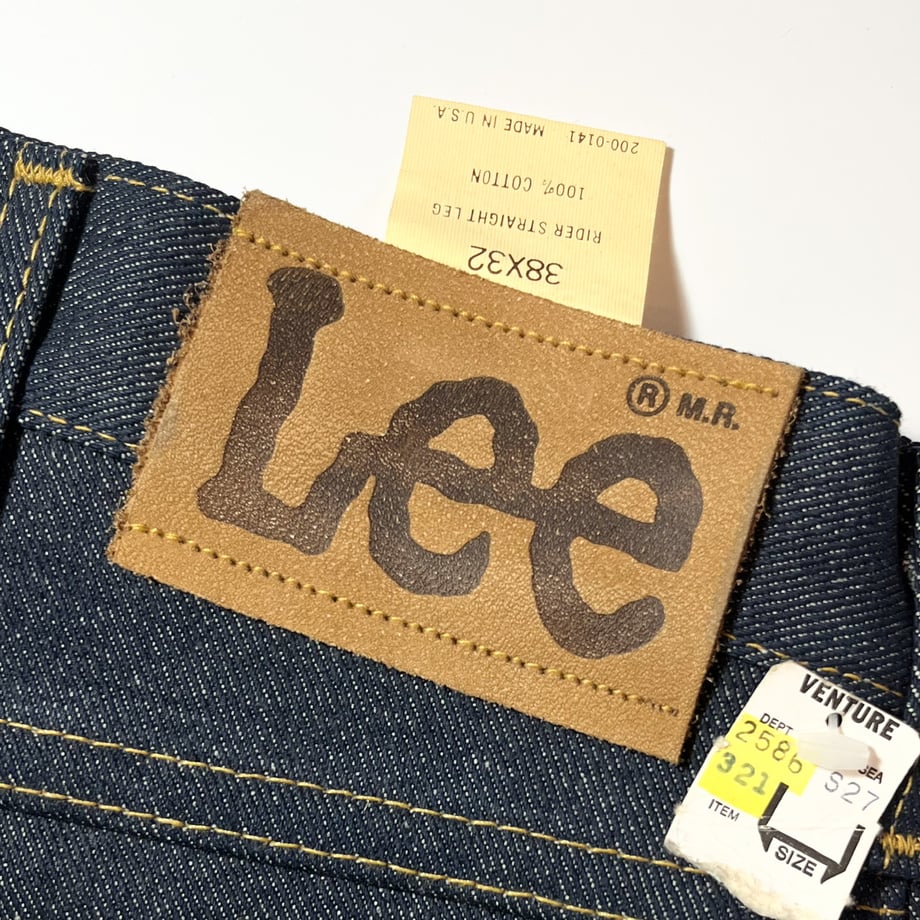 38X32
RIDER STRAIGHT LEG
100% COTTON
200-0141 MADE IN U.S.A.
Lee ® M.R.
VENTURE
DEPT
2586 S27
321
ITEM
SIZE